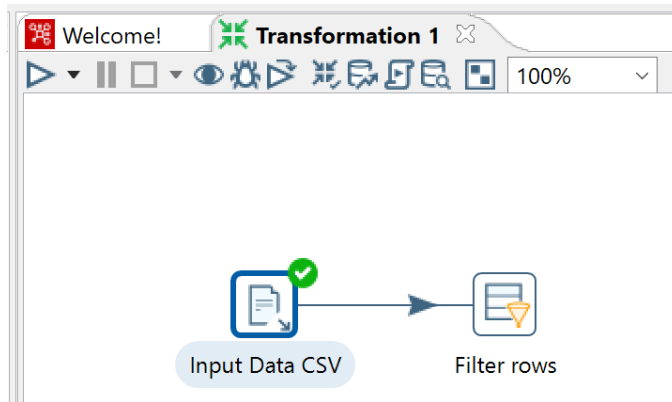 Welcome!
Transformation 1
100%
Input Data CSV
Filter rows